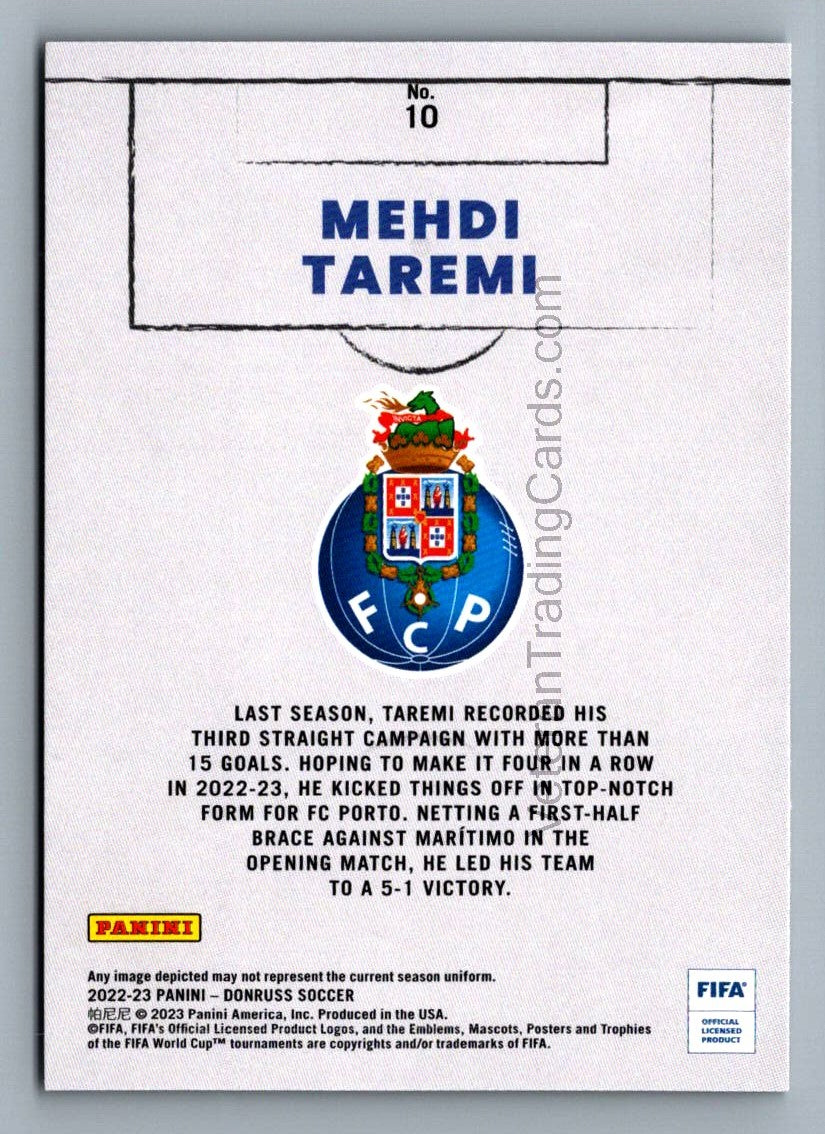 No.
10
MEHDI
TAREMI
INVICTA
F C P
LAST SEASON, TAREMI RECORDED HIS
THIRD STRAIGHT CAMPAIGN WITH MORE THAN
15 GOALS. HOPING TO MAKE IT FOUR IN A ROW
IN 2022-23, HE KICKED THINGS OFF IN TOP-NOTCH
FORM FOR FC PORTO. NETTING A FIRST-HALF
BRACE AGAINST MARÍTIMO IN THE
OPENING MATCH, HE LED HIS TEAM
TO A 5-1 VICTORY.
VeteranTradingCards.com
PANINI
Any image depicted may not represent the current season uniform.
2022-23 PANINI – DONRUSS SOCCER
帕尼尼 © 2023 Panini America, Inc. Produced in the USA.
©FIFA, FIFA's Official Licensed Product Logos, and the Emblems, Mascots, Posters and Trophies
of the FIFA World Cup™ tournaments are copyrights and/or trademarks of FIFA.
FIFA®
OFFICIAL
LICENSED
PRODUCT